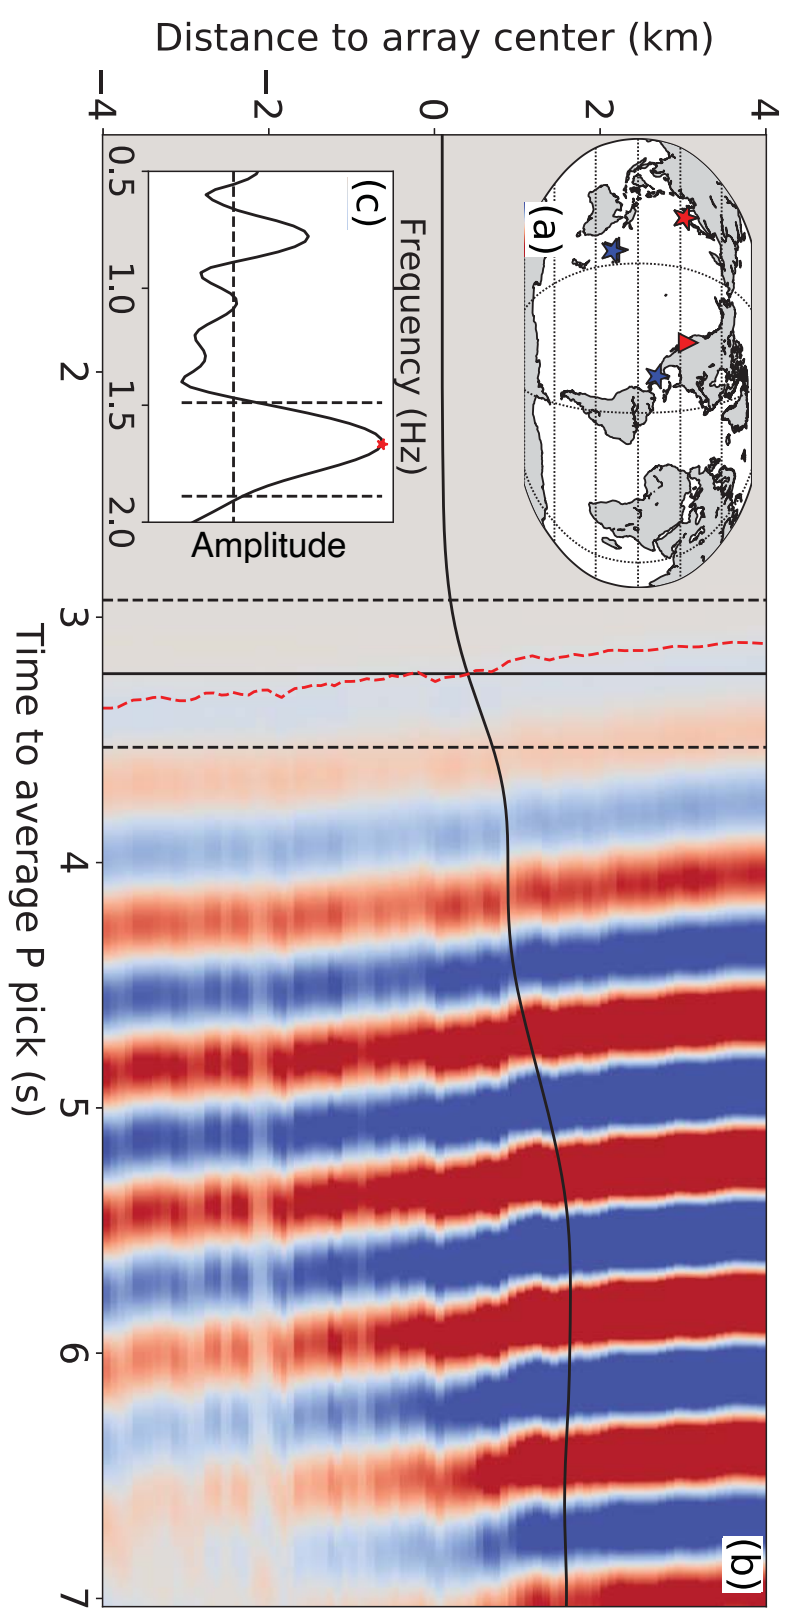 Distance to array center (km)
−4
−2
0
2
4
(a)
(c)
Frequency (Hz)
0.5
1.0
1.5
2.0
Amplitude
(b)
2
3
4
5
6
7
Time to average P pick (s)